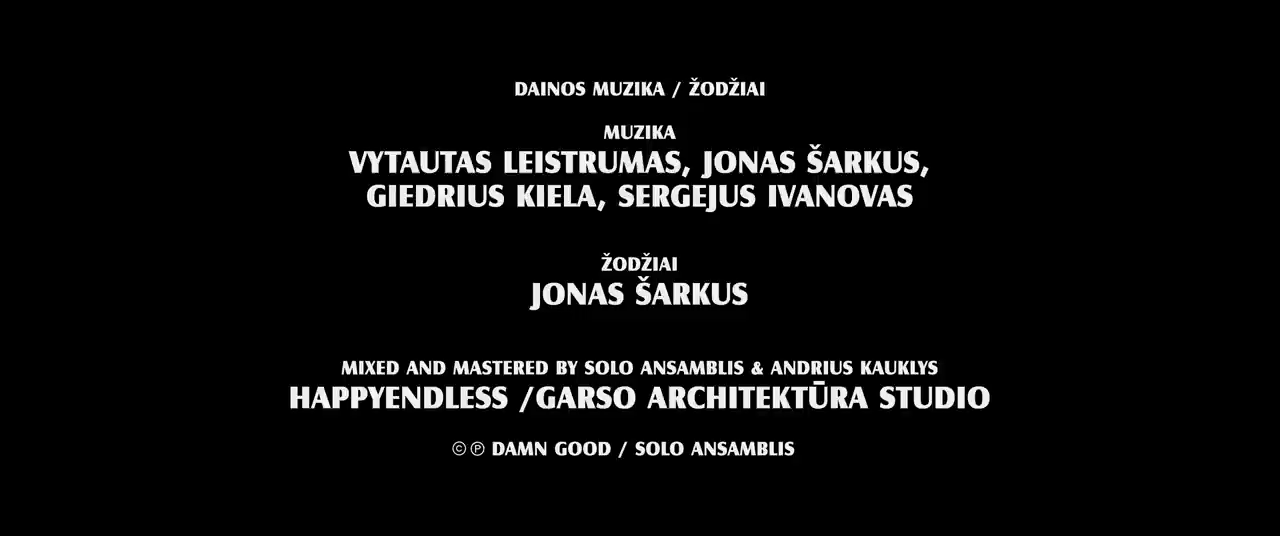 DAINOS MUZIKA / ŽODŽIAI
MUZIKA
VYTAUTAS LEISTRUMAS, JONAS ŠARKUS,
GIEDRIUS KIELA, SERGEJUS IVANOVAS
ŽODŽIAI
JONAS ŠARKUS
MIXED AND MASTERED BY SOLO ANSAMBLIS & ANDRIUS KAUKLYS
HAPPYENDLESS /GARSO ARCHITEKTŪRA STUDIO
©℗ DAMN GOOD / SOLO ANSAMBLIS